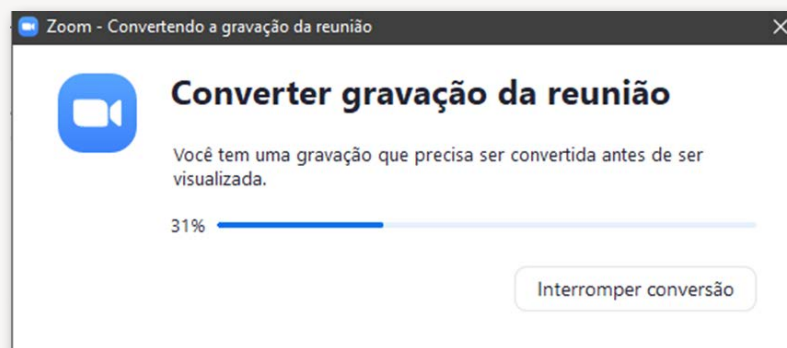 Zoom - Convertendo a gravação da reunião
Converter gravação da reunião
Você tem uma gravação que precisa ser convertida antes de ser
visualizada.
31%
Interromper conversão